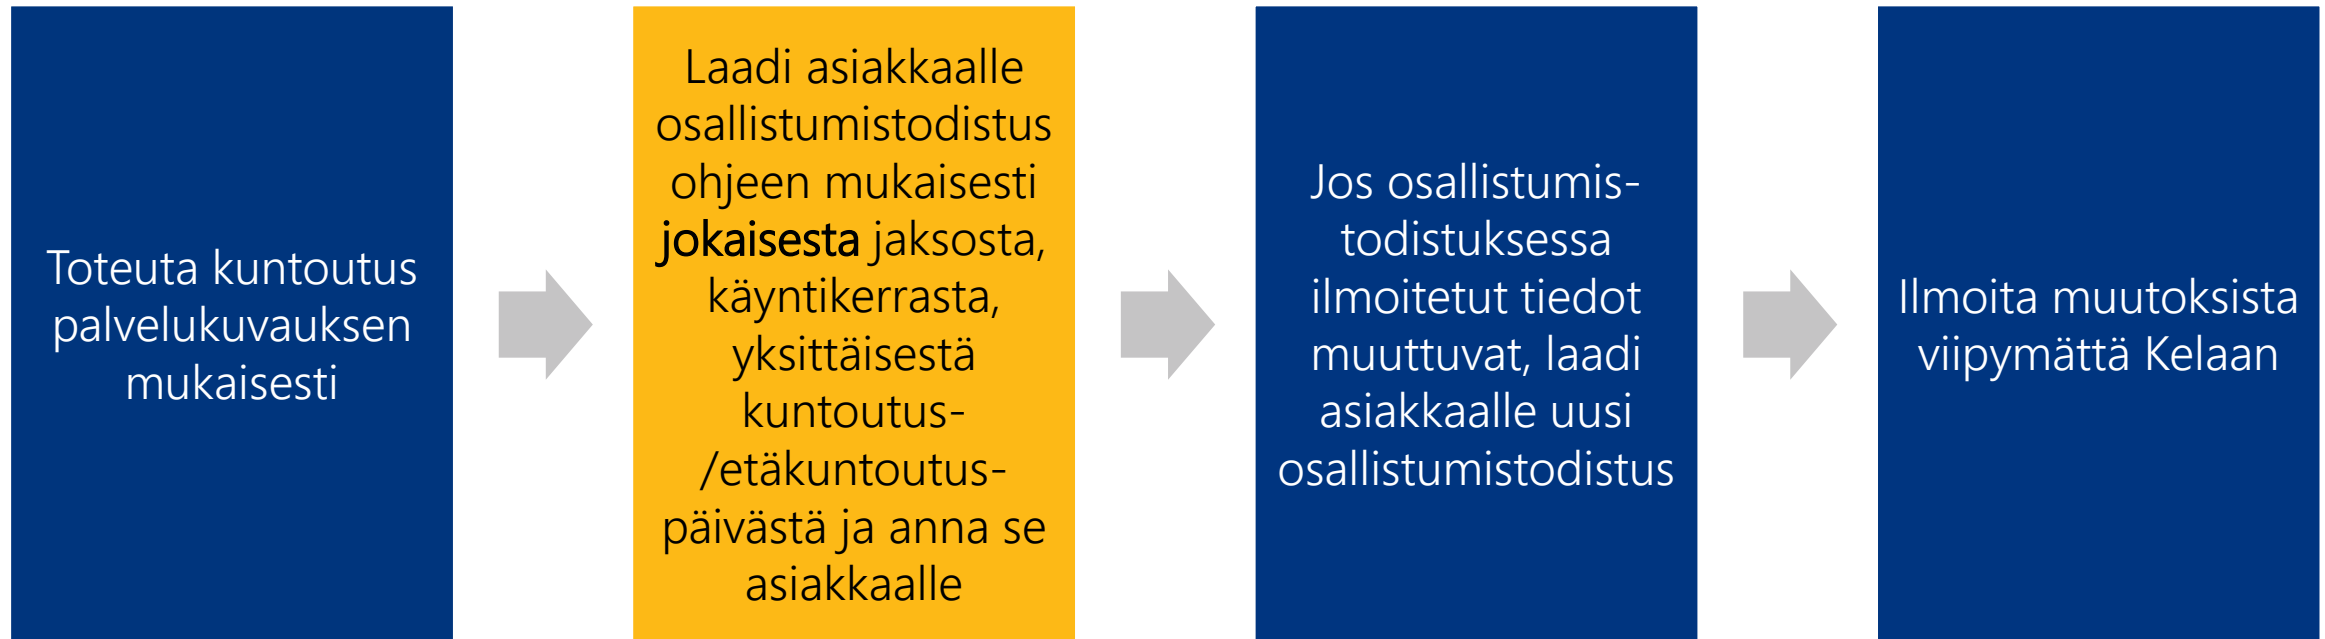 Toteuta kuntoutus
palvelukuvauksen
mukaisesti
Laadi asiakkaalle
osallistumistodistus
ohjeen mukaisesti
jokaisesta jaksosta,
käyntikerrasta,
yksittäisestä
kuntoutus-
/etäkuntoutus-
päivästä ja anna se
asiakkaalle
Jos osallistumis-
todistuksessa
ilmoitetut tiedot
muuttuvat, laadi
asiakkaalle uusi
osallistumistodistus
Ilmoita muutoksista
viipymättä Kelaan